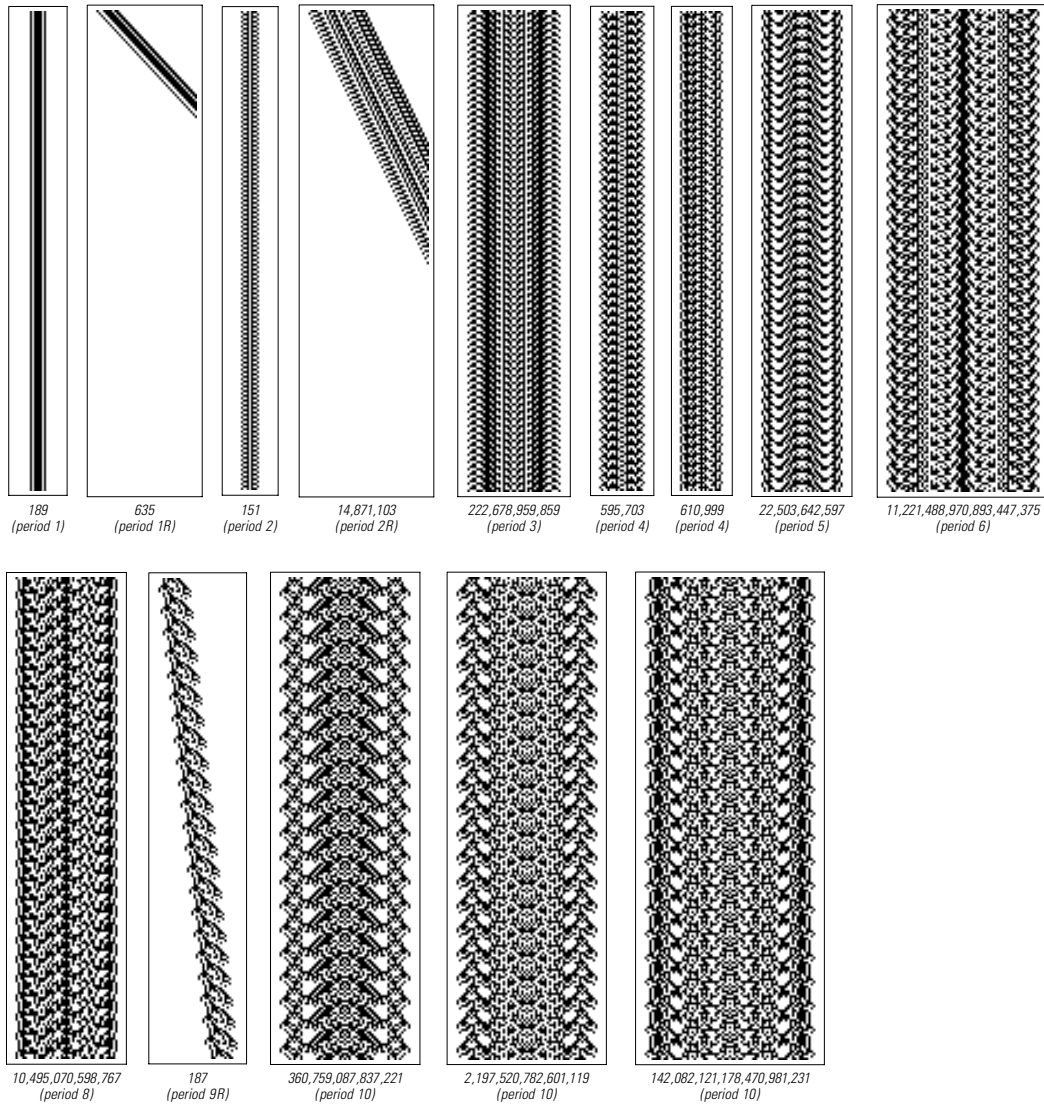 189
(period 1)
635
(period 1R)
151
(period 2)
14,871,103
(period 2R)
222,678,959,859
(period 3)
595,703
(period 4)
610,999
(period 4)
22,503,642,597
(period 5)
11,221,488,970,893,447,375
(period 6)
10,495,070,598,767
(period 8)
187
(period 9R)
360,759,087,837,221
(period 10)
2,197,520,782,601,119
(period 10)
142,082,121,178,470,981,231
(period 10)